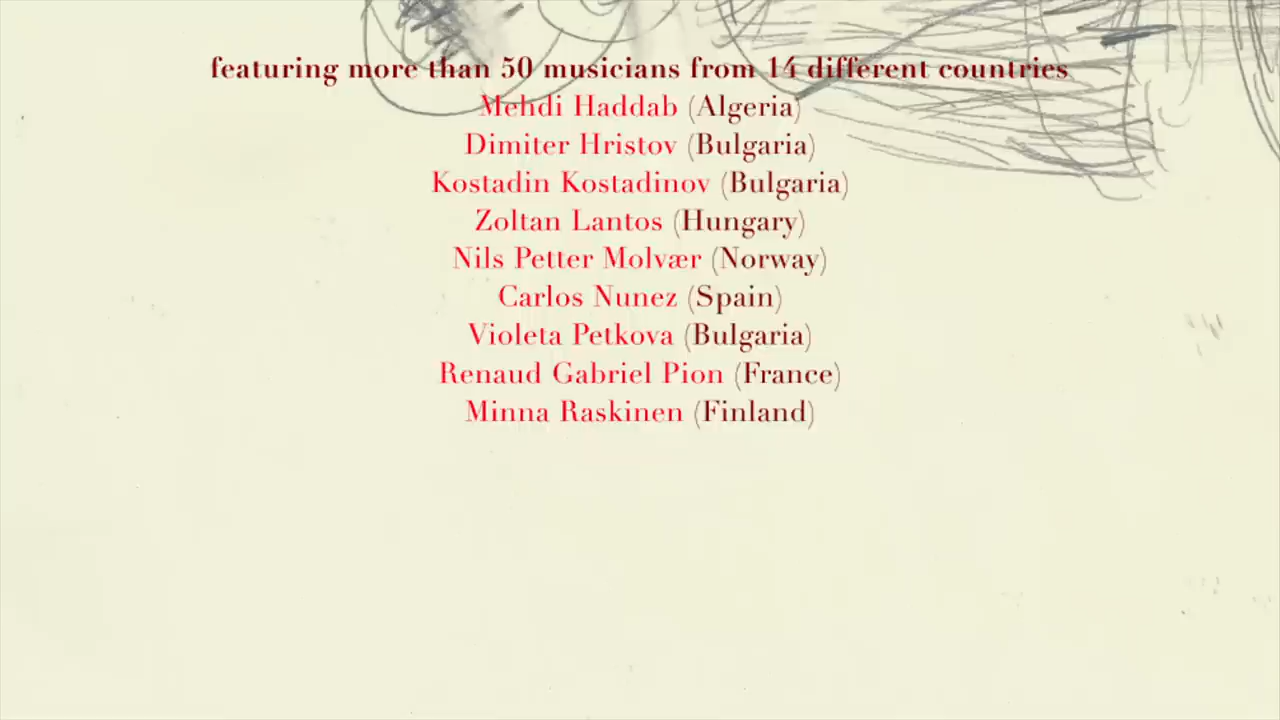 featuring more than 50 musicians from 14 different countries
Mehdi Haddab (Algeria)
Dimiter Hristov (Bulgaria)
Kostadin Kostadinov (Bulgaria)
Zoltan Lantos (Hungary)
Nils Petter Molvær (Norway)
Carlos Nunez (Spain)
Violeta Petkova (Bulgaria)
Renaud Gabriel Pion (France)
Minna Raskinen (Finland)